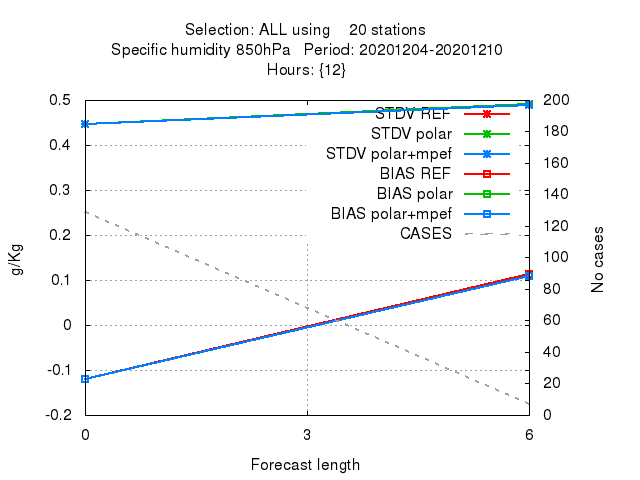 Selection: ALL using 20 stations
Specific humidity 850hPa Period: 20201204-20201210
Hours: {12}
0.5
0.4
0.3
0.2
0.1
0
-0.1
-0.2
g/Kg
STDV REF
STDV polar
STDV polar+mpef
BIAS REF
BIAS polar
BIAS polar+mpef
CASES
200
180
160
140
120
100
80
60
40
20
0
No cases
0 3 6
Forecast length